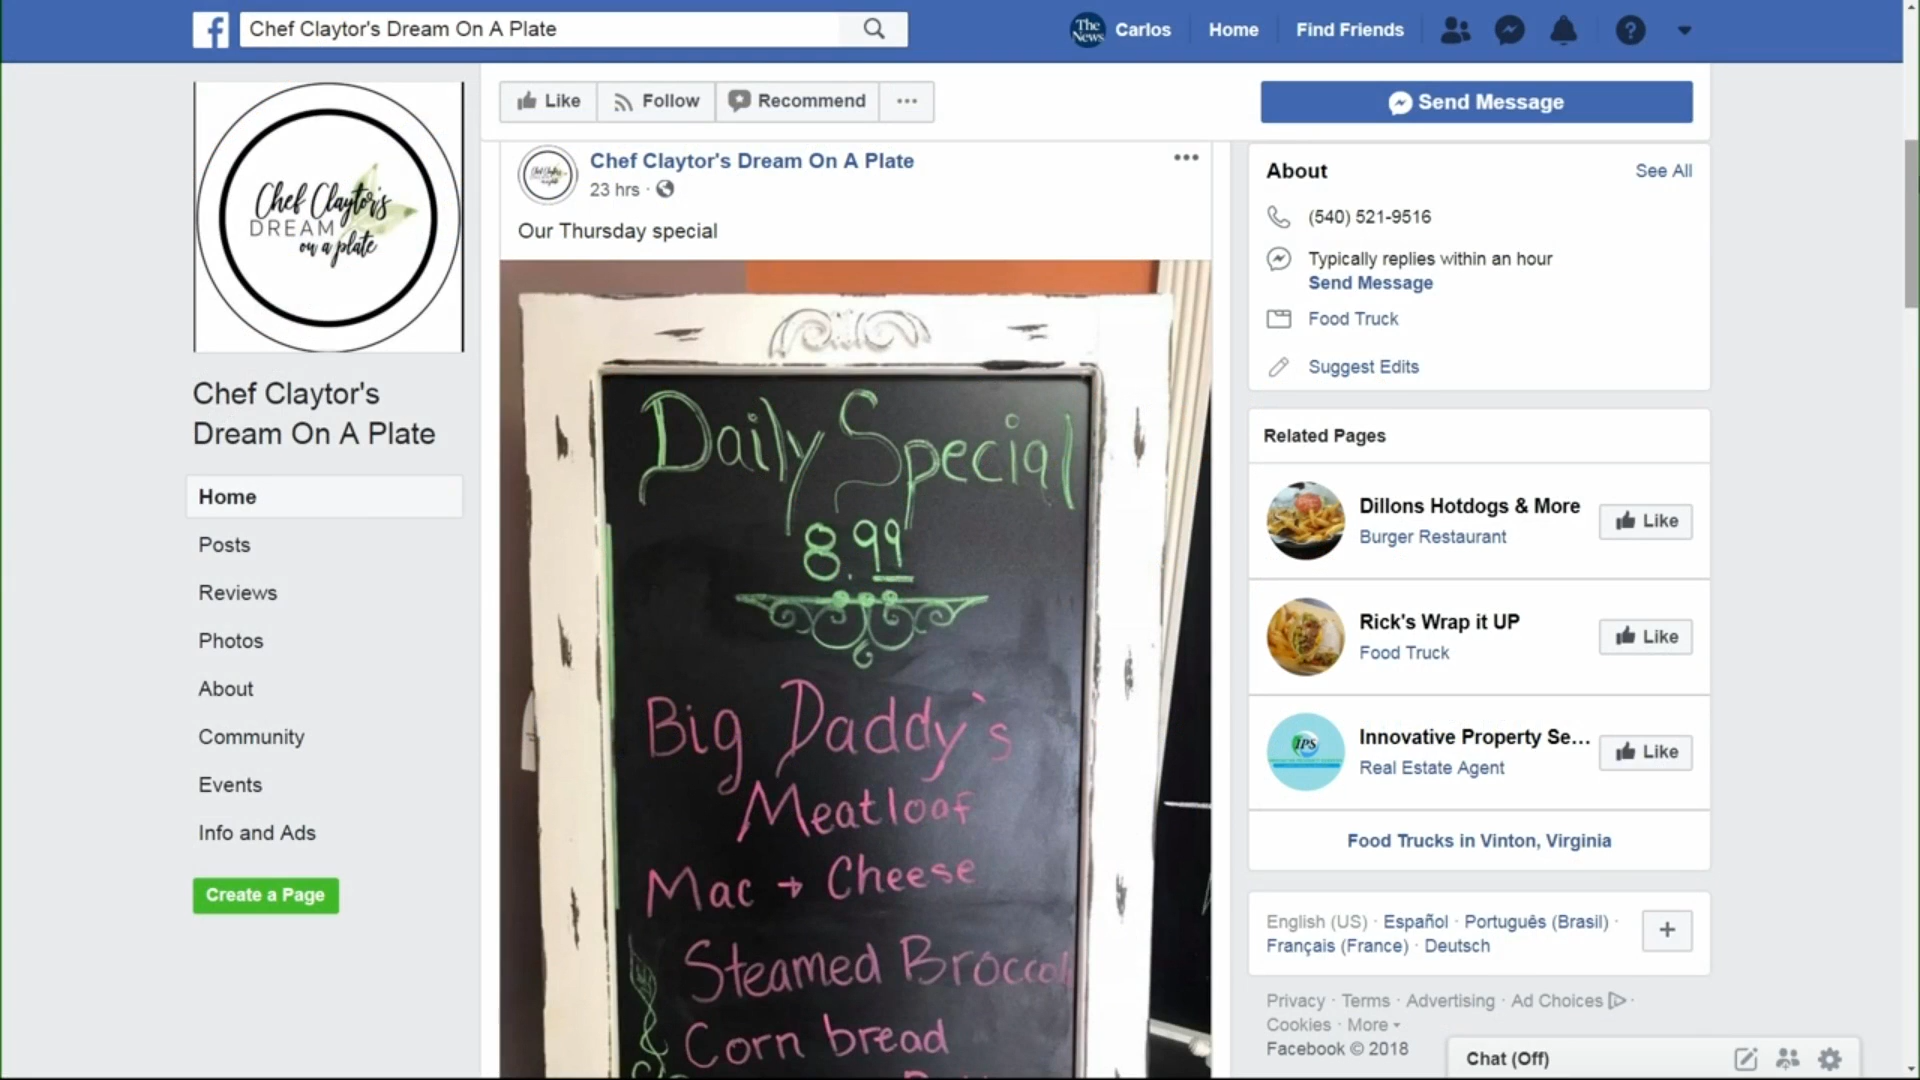 Chef Claytor's Dream On A Plate
The News
Carlos
Home
Find Friends
Chef Claytor's
DREAM
on a plate
Chef Claytor's
Dream On A Plate
Home
Posts
Reviews
Photos
About
Community
Events
Info and Ads
Create a Page
Like
Follow
Recommend
Send Message
Chef Claytor's Dream On A Plate
23 hrs ·
Our Thursday special
Daily Special
8.99
Big Daddy's
Meatloaf
Mac + Cheese
Steamed Broccoli
Corn bread
About
See All
(540) 521-9516
Typically replies within an hour
Send Message
Food Truck
Suggest Edits
Related Pages
Dillons Hotdogs & More
Burger Restaurant
Like
Rick's Wrap it UP
Food Truck
Like
IPS
Innovative Property Se...
Real Estate Agent
Like
Food Trucks in Vinton, Virginia
English (US) · Español · Português (Brasil) ·
Français (France) · Deutsch
Privacy · Terms · Advertising · Ad Choices ·
Cookies · More
Facebook © 2018
Chat (Off)